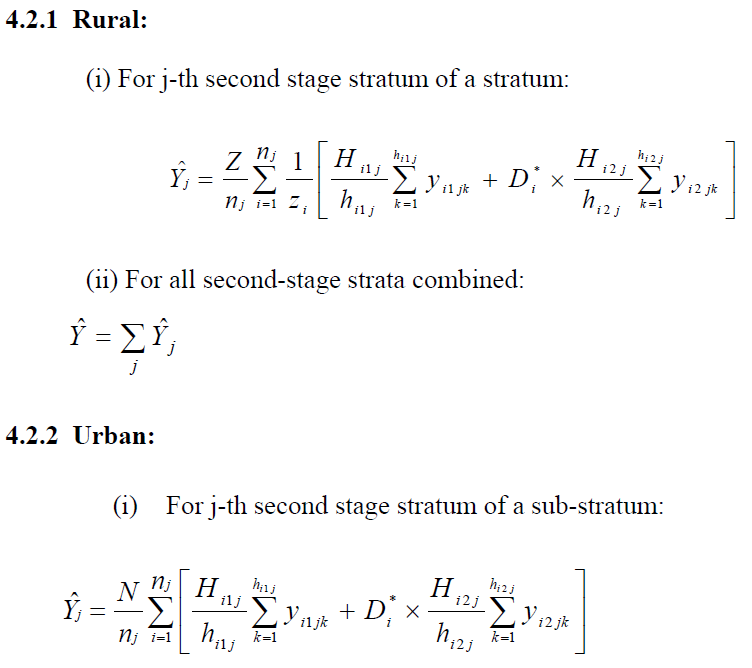 4.2.1 Rural:
(i) For j-th second stage stratum of a stratum:
$\hat{Y}_j = \frac{Z}{n_j} \sum_{i=1}^{n_j} \frac{1}{z_i} \left[ \frac{H_{i1j}}{h_{i1j}} \sum_{k=1}^{h_{i1j}} y_{i1jk} + D_i^* \times \frac{H_{i2j}}{h_{i2j}} \sum_{k=1}^{h_{i2j}} y_{i2jk} \right]$
(ii) For all second-stage strata combined:
$\hat{Y} = \sum_j \hat{Y}_j$
4.2.2 Urban:
(i) For j-th second stage stratum of a sub-stratum:
$\hat{Y}_j = \frac{N}{n_j} \sum_{i=1}^{n_j} \left[ \frac{H_{i1j}}{h_{i1j}} \sum_{k=1}^{h_{i1j}} y_{i1jk} + D_i^* \times \frac{H_{i2j}}{h_{i2j}} \sum_{k=1}^{h_{i2j}} y_{i2jk} \right]$